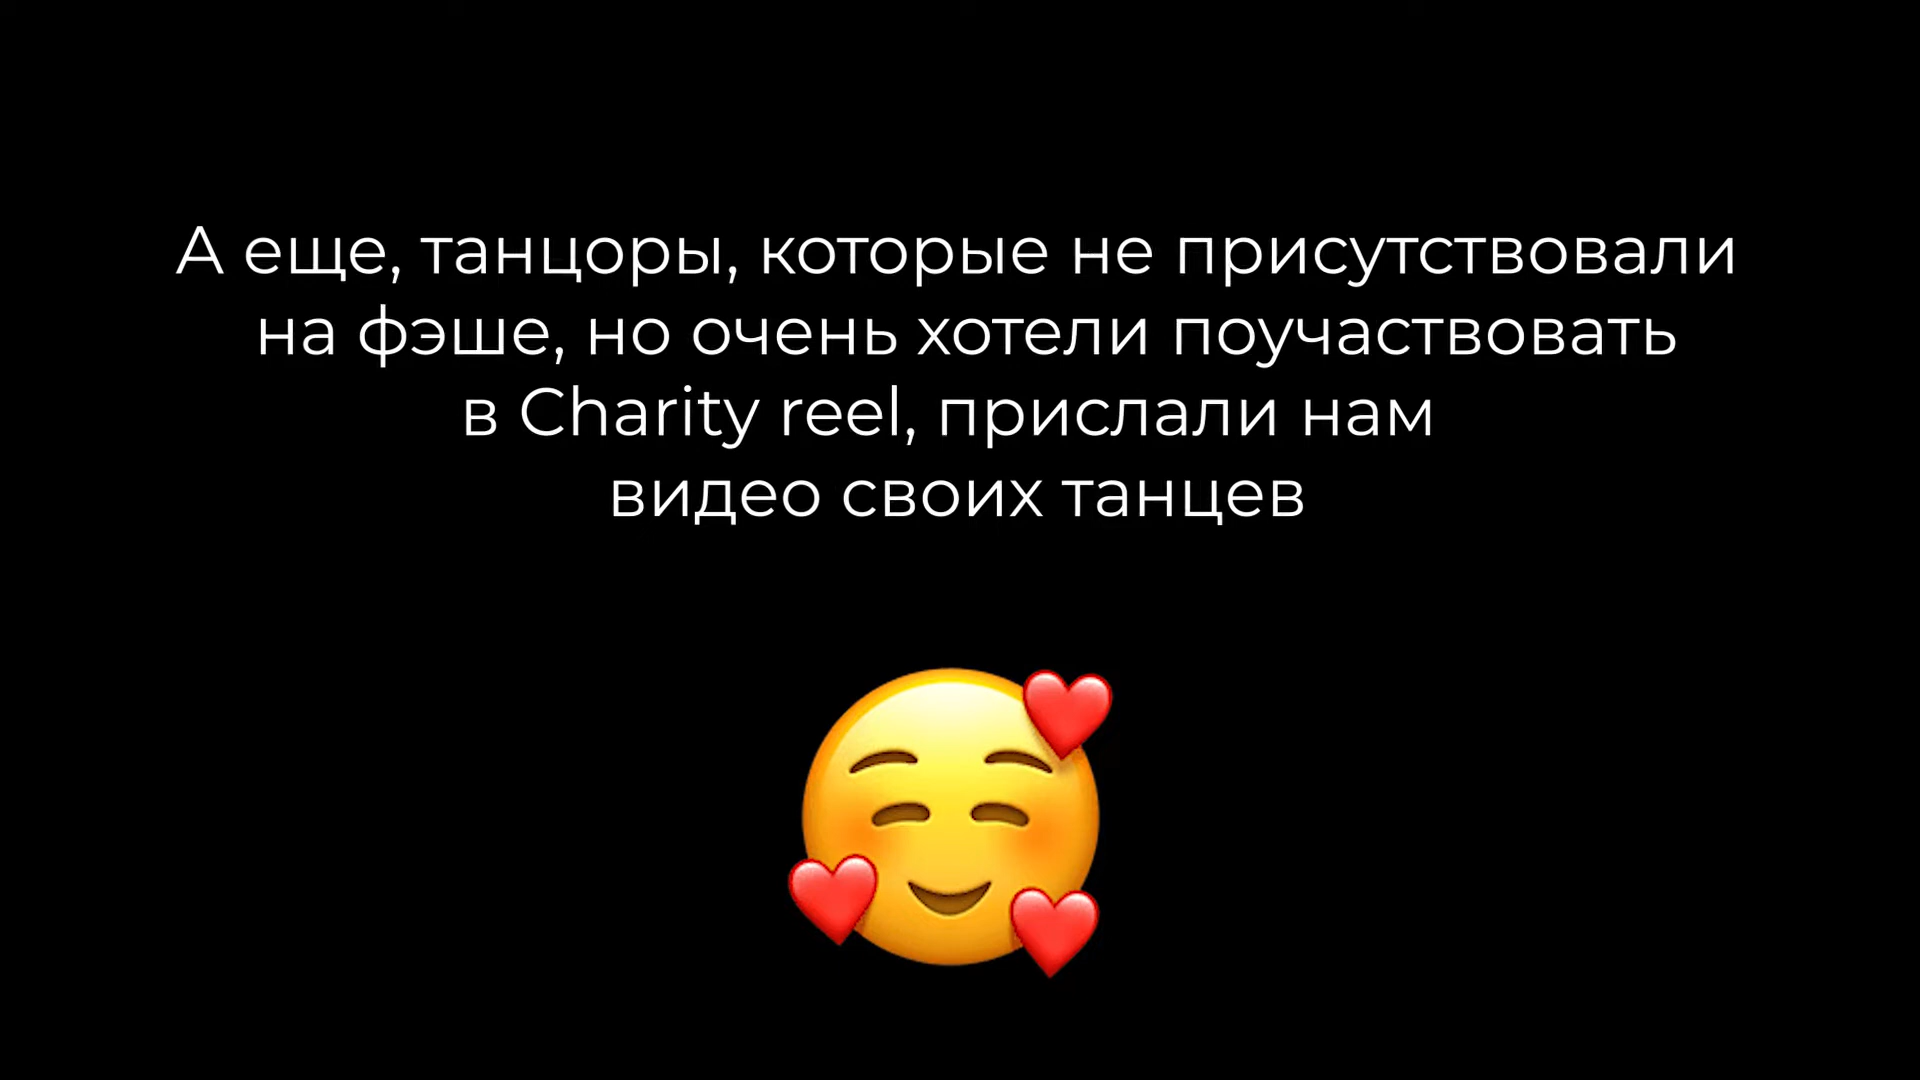 А еще, танцоры, которые не присутствовали
на фэше, но очень хотели поучаствовать
в Charity reel, прислали нам
видео своих танцев